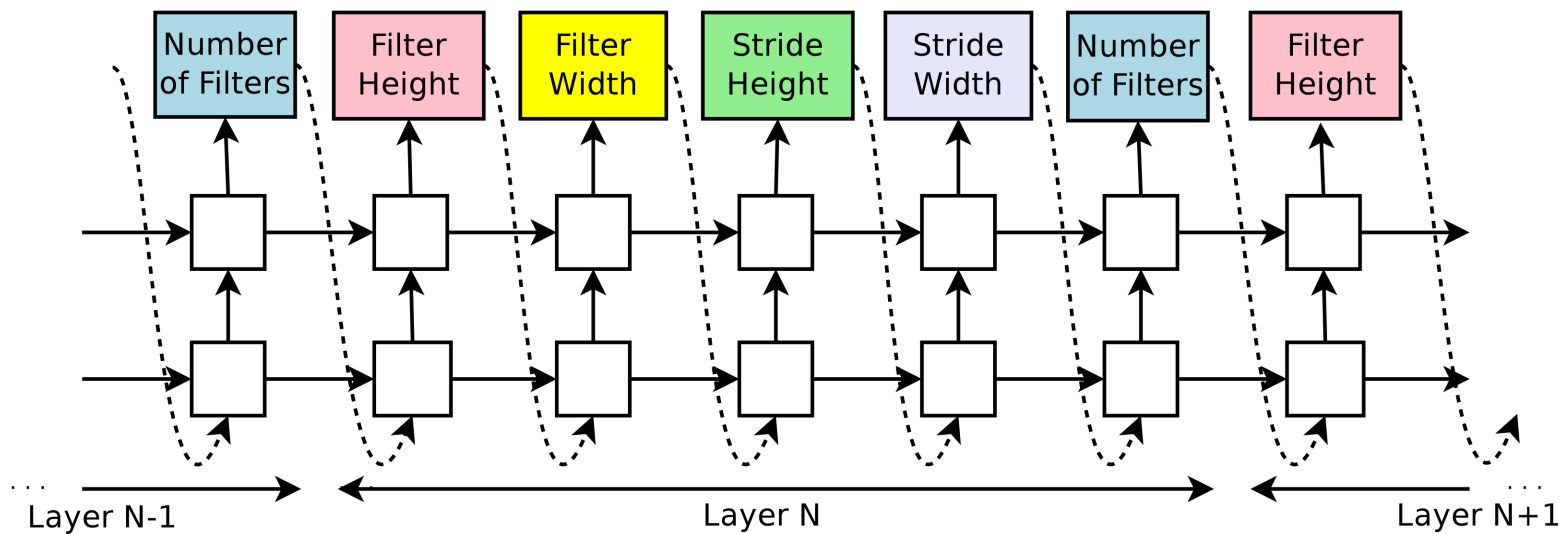 Number
of Filters
Filter
Height
Filter
Width
Stride
Height
Stride
Width
Number
of Filters
Filter
Height
. . .
Layer N-1
Layer N
. . .
Layer N+1